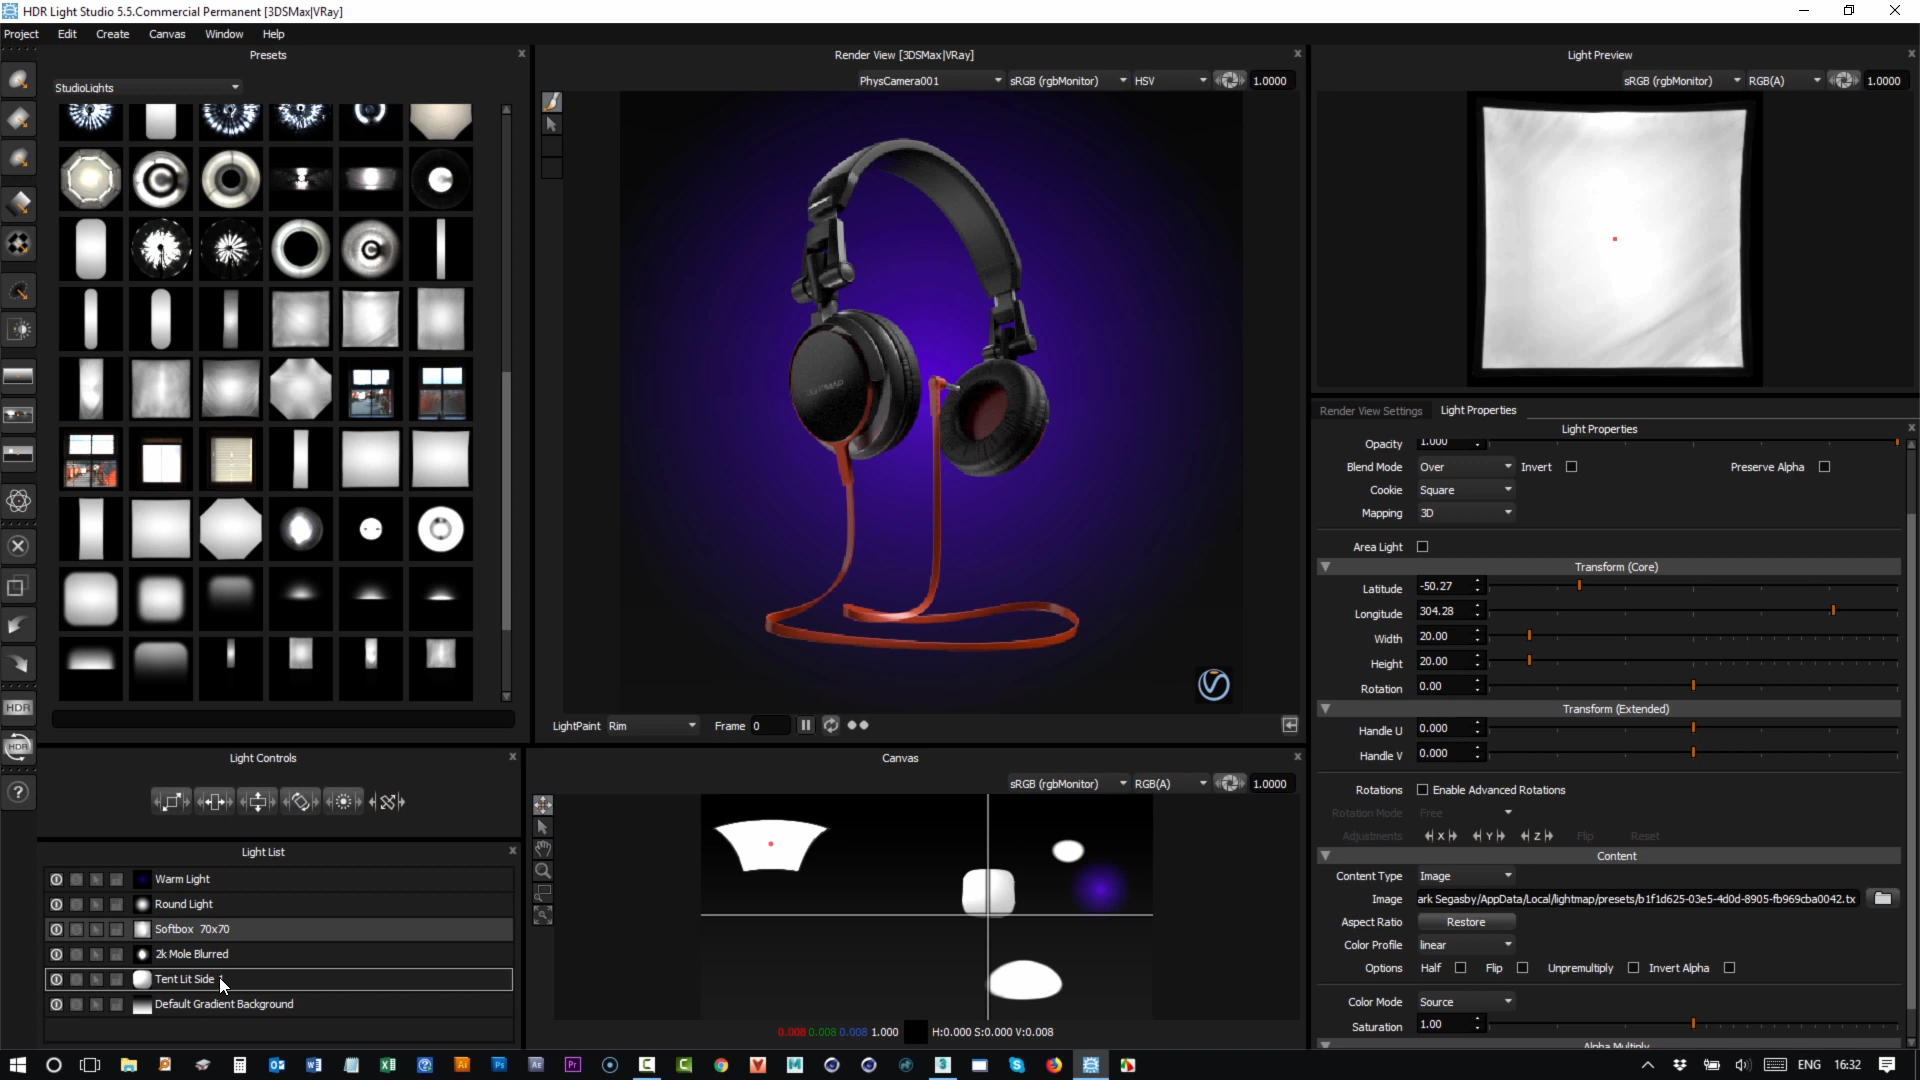 HDR Light Studio 5.5.Commercial Permanent [3DSMax|VRay]
Project Edit Create Canvas Window Help
Presets
StudioLights
Render View [3DSMax|VRay]
PhysCamera001 sRGB (rgbMonitor) HSV 1.0000
Light Preview
sRGB (rgbMonitor) RGB(A) 1.0000
HDR
HDR
?
LightPaint Rim Frame 0
Light Controls
Light List
Warm Light
Round Light
Softbox 70x70
2k Mole Blurred
Tent Lit Side
Default Gradient Background
Canvas
sRGB (rgbMonitor) RGB(A) 1.0000
0.008 0.008 0.008 1.000 H:0.000 S:0.000 V:0.008
Render View Settings Light Properties
Light Properties
Opacity 1.000
Blend Mode Over Invert Preserve Alpha
Cookie Square
Mapping 3D
Area Light
Transform (Core)
Latitude -50.27
Longitude 304.28
Width 20.00
Height 20.00
Rotation 0.00
Transform (Extended)
Handle U 0.000
Handle V 0.000
Rotations Enable Advanced Rotations
Rotation Mode Free
Adjustments X Y Z Flip Reset
Content
Content Type Image
Image ark Segasby/AppData/Local/lightmap/presets/b1f1d625-03e5-4d0d-8905-fb969cba0042.tx
Aspect Ratio Restore
Color Profile linear
Options Half Flip Unpremultiply Invert Alpha
Color Mode Source
Saturation 1.00
Alpha Multiply
ENG 16:32